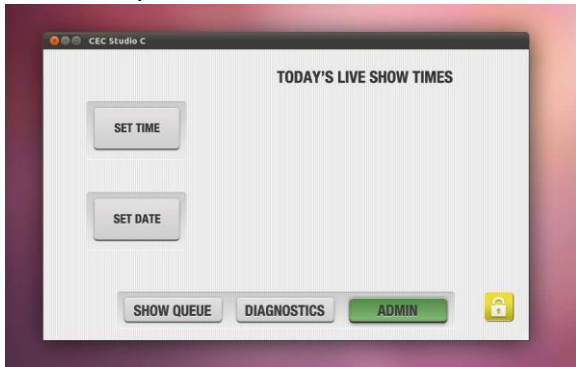 CEC Studio C
TODAY'S LIVE SHOW TIMES
SET TIME
SET DATE
SHOW QUEUE
DIAGNOSTICS
ADMIN